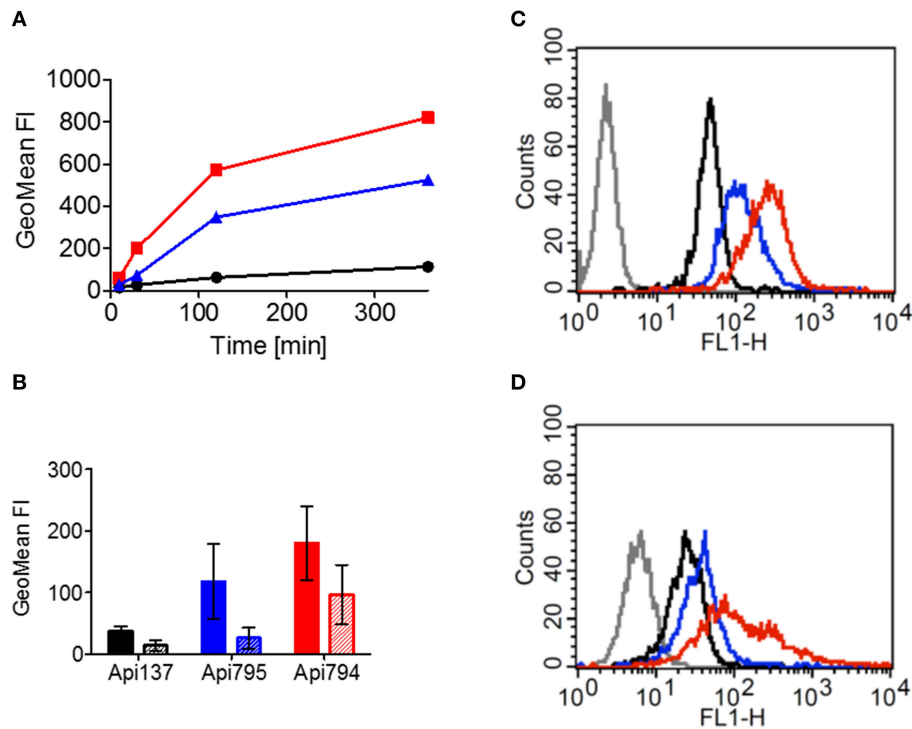 A
GeoMean FI
1000
800
600
400
200
0
0 100 200 300
Time [min]
B
GeoMean FI
300
200
100
0
Api137 Api795 Api794
C
Counts
100
80
60
40
20
0
10^0 10^1 10^2 10^3 10^4
FL1-H
D
Counts
100
80
60
40
20
0
10^0 10^1 10^2 10^3 10^4
FL1-H